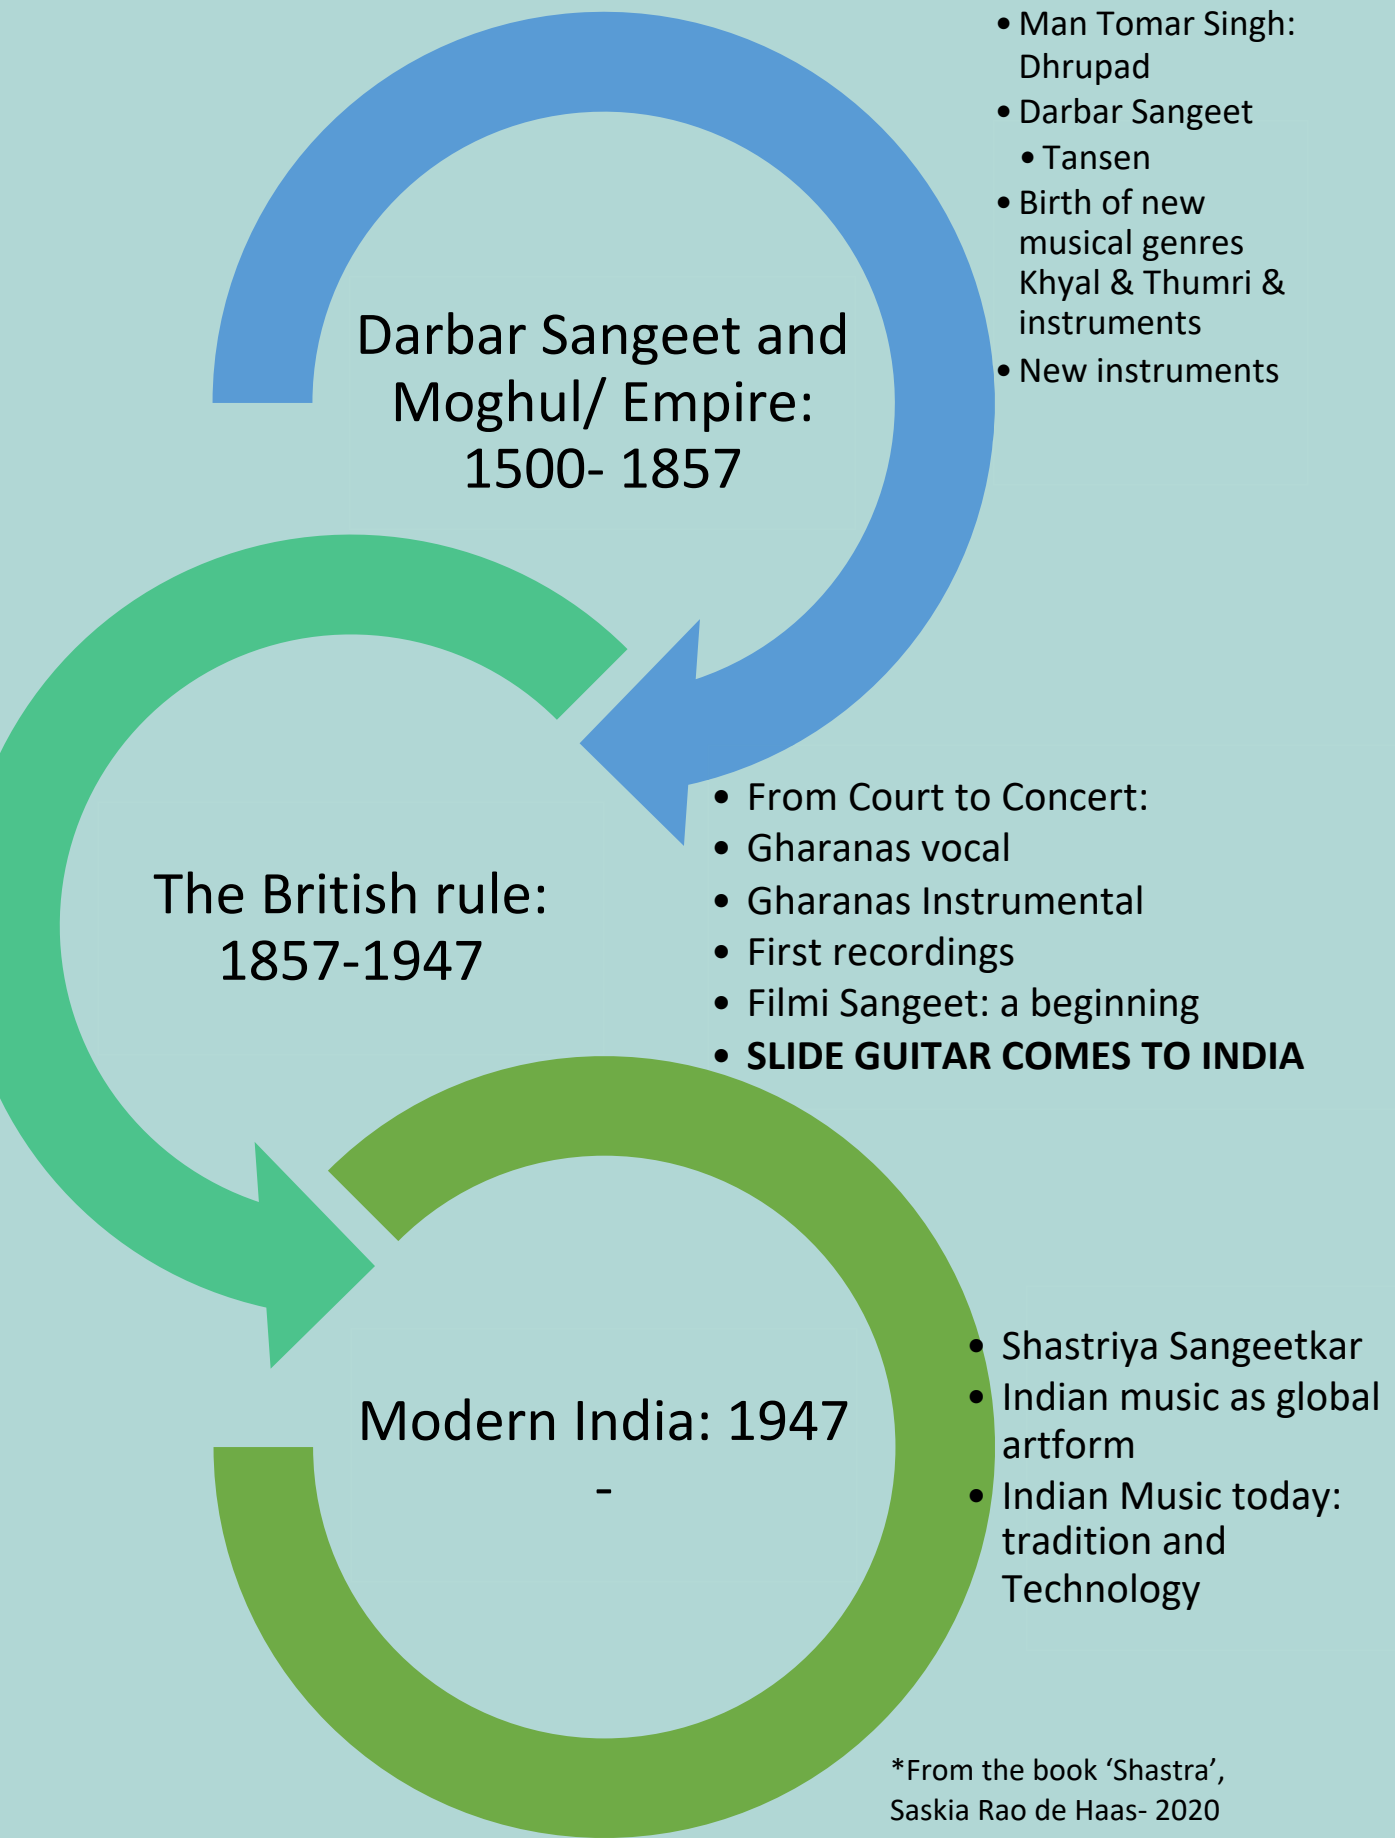 • Man Tomar Singh:
Dhrupad
• Darbar Sangeet
• Tansen
• Birth of new
musical genres
Khyal & Thumri &
instruments
• New instruments
Darbar Sangeet and
Moghul/ Empire:
1500- 1857
• From Court to Concert:
• Gharanas vocal
• Gharanas Instrumental
• First recordings
• Filmi Sangeet: a beginning
• SLIDE GUITAR COMES TO INDIA
The British rule:
1857-1947
Modern India: 1947
-
• Shastriya Sangeetkar
• Indian music as global
artform
• Indian Music today:
tradition and
Technology
*From the book ‘Shastra’,
Saskia Rao de Haas- 2020